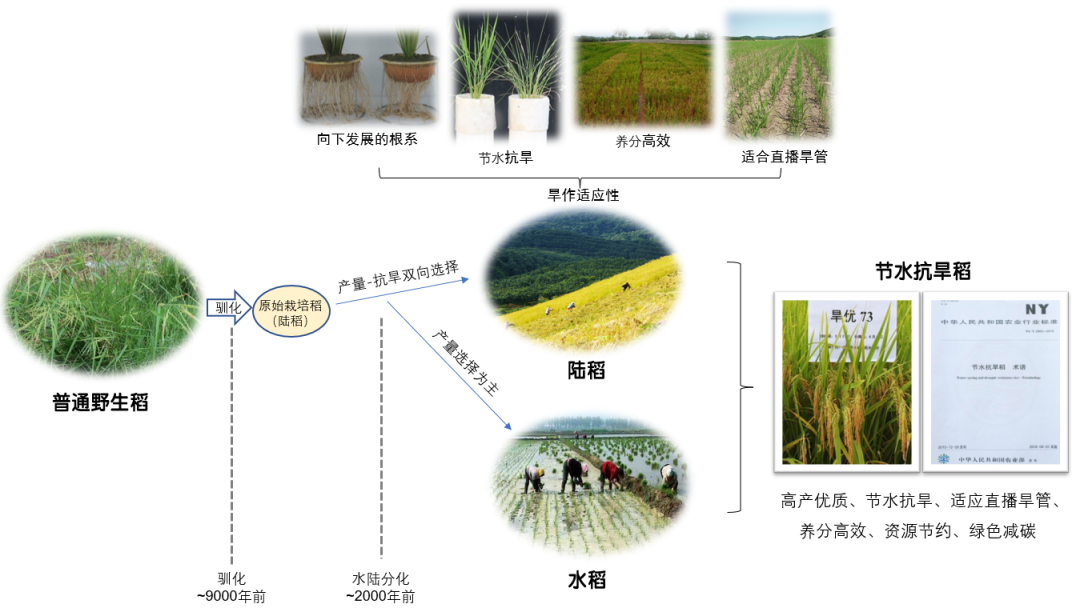 向下发展的根系
节水抗旱
养分高效
适合直播旱管
旱作适应性
普通野生稻
驯化
原始栽培稻
（陆稻）
产量-抗旱双向选择
产量选择为主
陆稻
水稻
驯化
~9000年前
水陆分化
~2000年前
节水抗旱稻
旱优 73
NY
中华人民共和国农业行业标准
节水抗旱稻 术语
中华人民共和国农业部
高产优质、节水抗旱、适应直播旱管、
养分高效、资源节约、绿色减碳